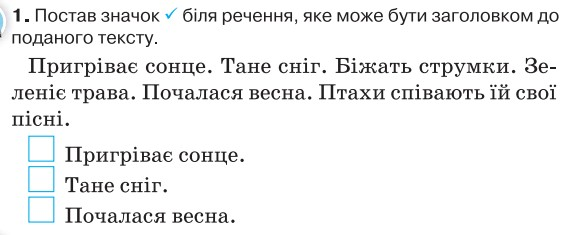 1. Постав значок ✓ біля речення, яке може бути заголовком до
поданого тексту.
Пригріває сонце. Тане сніг. Біжать струмки. Зе-
леніє трава. Почалася весна. Птахи співають їй свої
пісні.
Пригріває сонце.
Тане сніг.
Почалася весна.